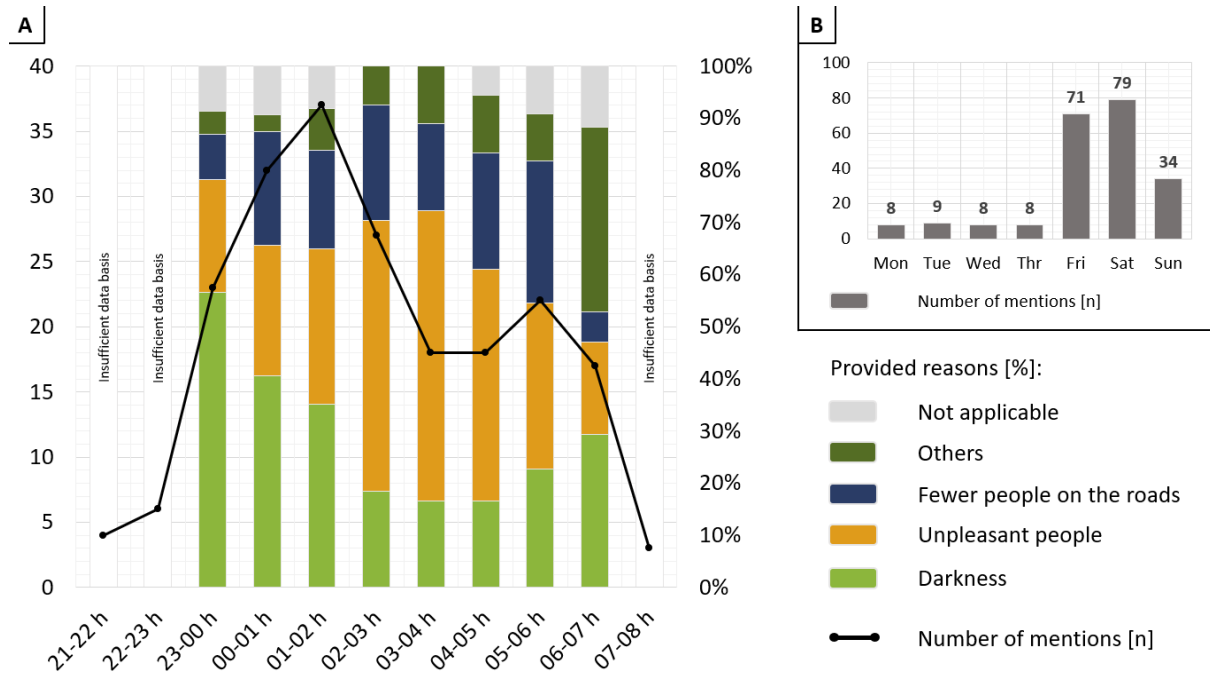 A
40
35
30
25
20
15
10
5
0
Insufficient data basis
Insufficient data basis
Insufficient data basis
100%
90%
80%
70%
60%
50%
40%
30%
20%
10%
0%
21-22 h
22-23 h
23-00 h
00-01 h
01-02 h
02-03 h
03-04 h
04-05 h
05-06 h
06-07 h
07-08 h
B
100
80
60
40
20
0
8
9
8
8
71
79
34
Mon
Tue
Wed
Thr
Fri
Sat
Sun
Number of mentions [n]
Provided reasons [%]:
Not applicable
Others
Fewer people on the roads
Unpleasant people
Darkness
Number of mentions [n]